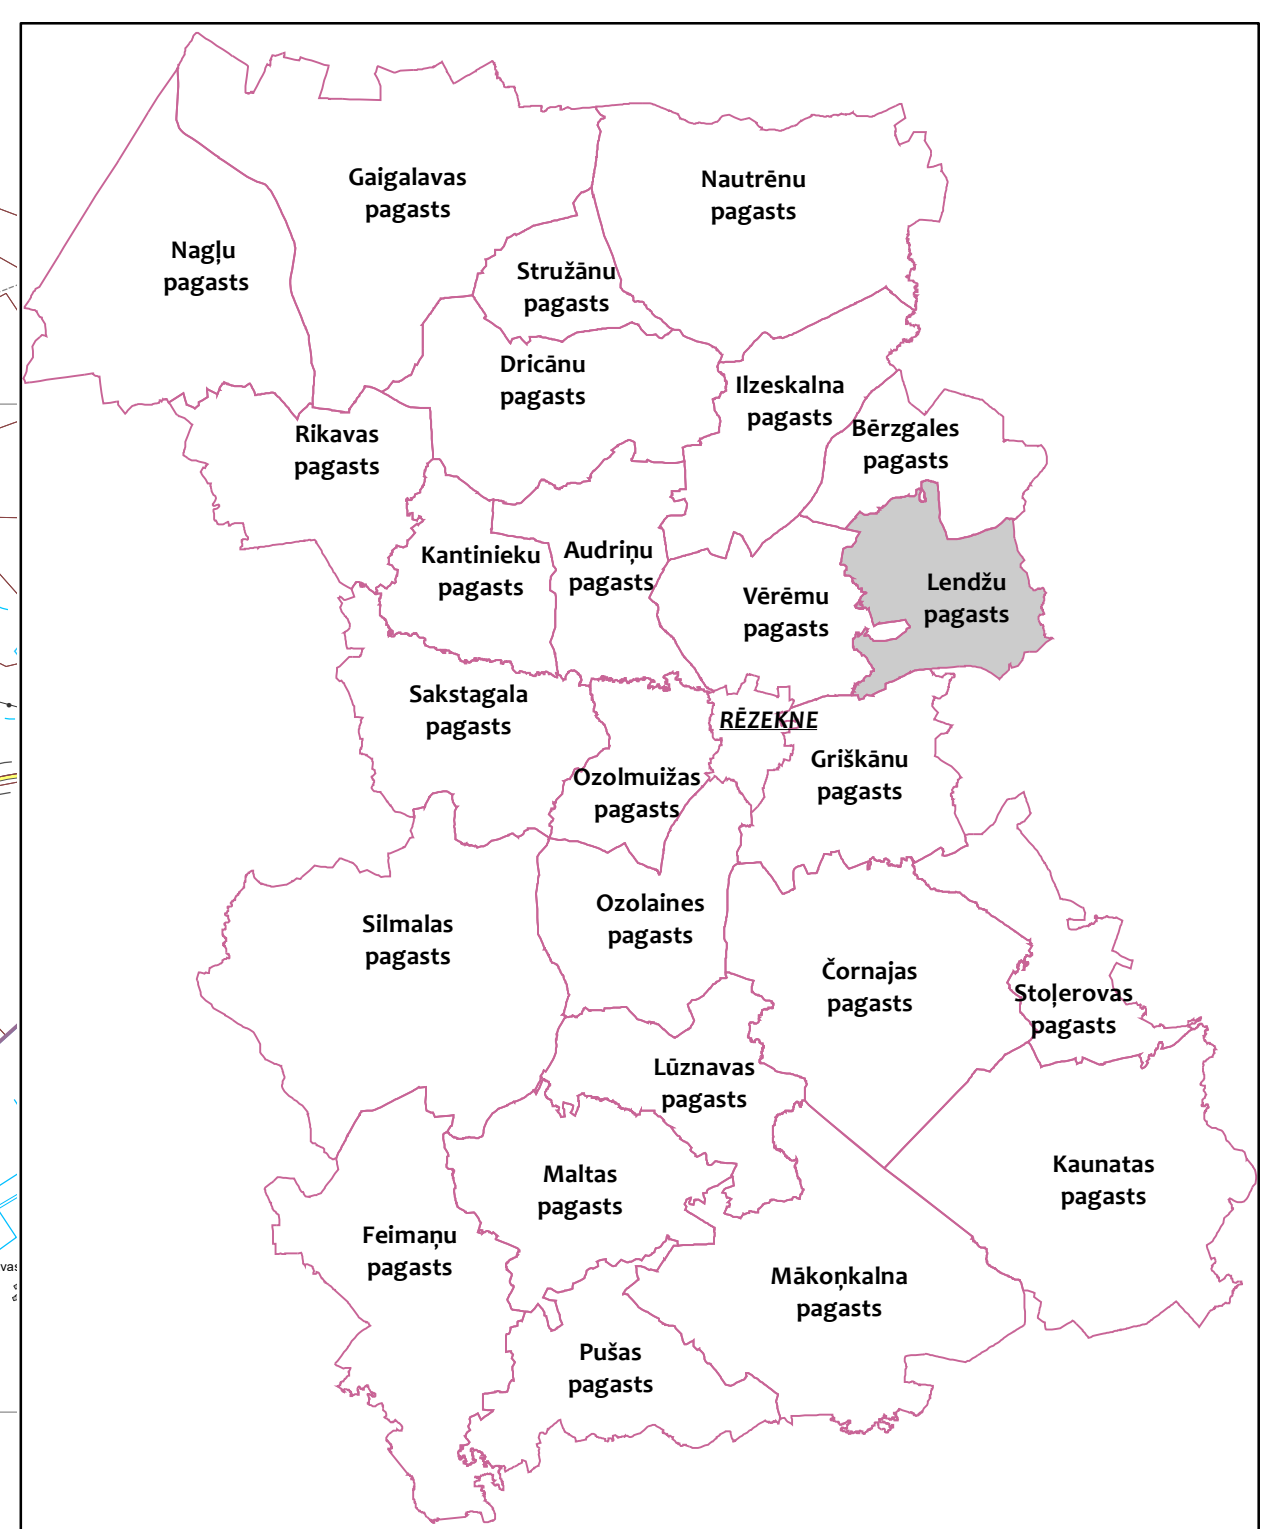 Gaigalavas
pagasts
Nautrēnu
pagasts
Nagļu
pagasts
Stružānu
pagasts
Dricānu
pagasts
Ilzeskalna
pagasts
Rikavas
pagasts
Bērzgales
pagasts
Kantinieku
pagasts
Audriņu
pagasts
Vērēmu
pagasts
Lendžu
pagasts
Sakstagala
pagasts
RĒZEKNE
Ozolmuižas
pagasts
Griškānu
pagasts
Silmalas
pagasts
Ozolaines
pagasts
Čornajas
pagasts
Stoļerovas
pagasts
Lūznavas
pagasts
Maltas
pagasts
Kaunatas
pagasts
Feimaņu
pagasts
Mākoņkalna
pagasts
Pušas
pagasts